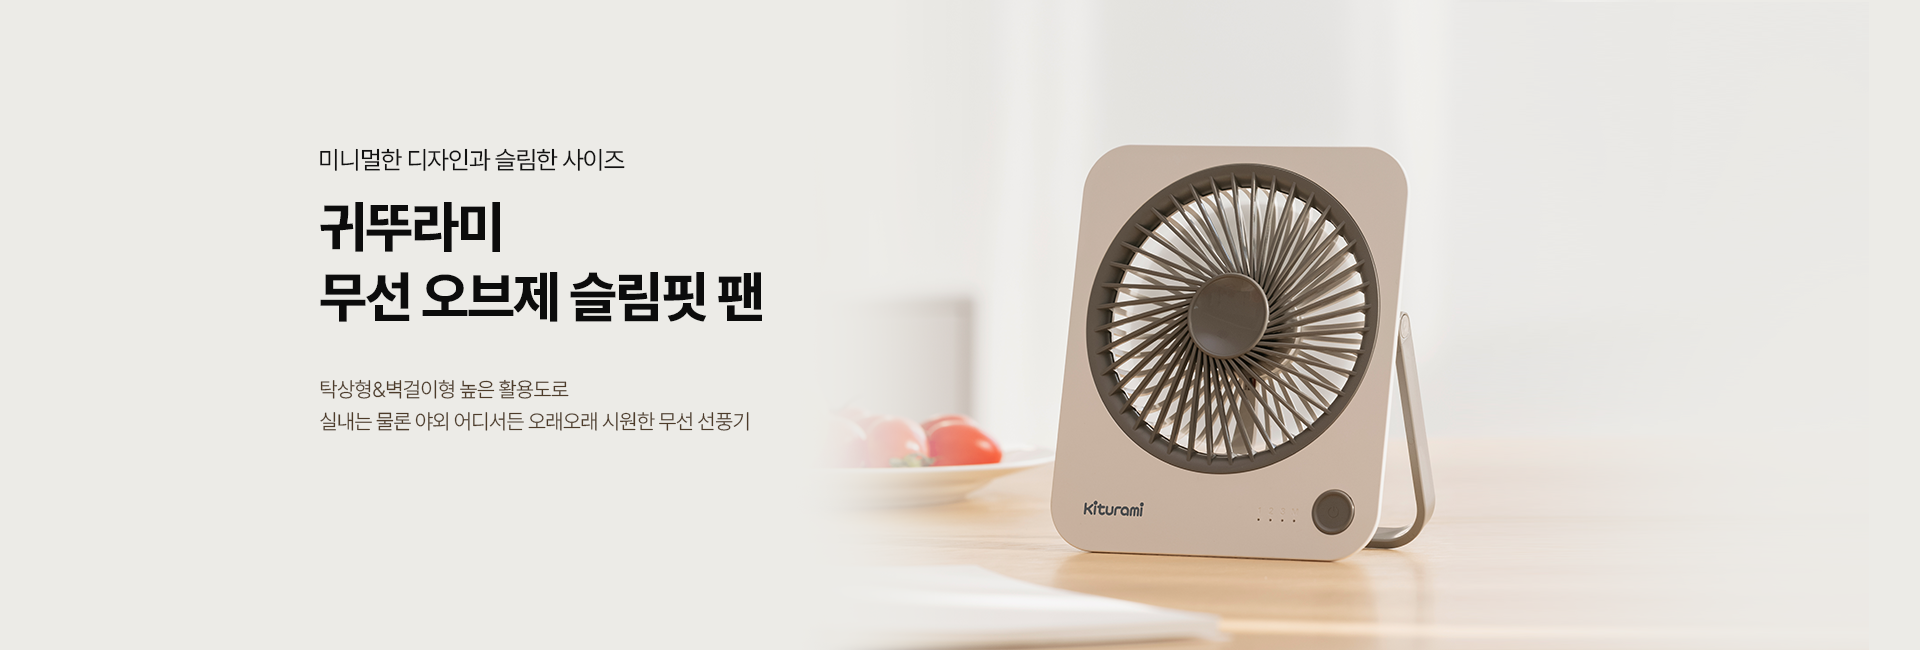 미니멀한 디자인과 슬림한 사이즈
귀뚜라미
무선 오브제 슬림핏 팬
탁상형&벽걸이형 높은 활용도로
실내는 물론 야외 어디서든 오래오래 시원한 무선 선풍기
Kiturami